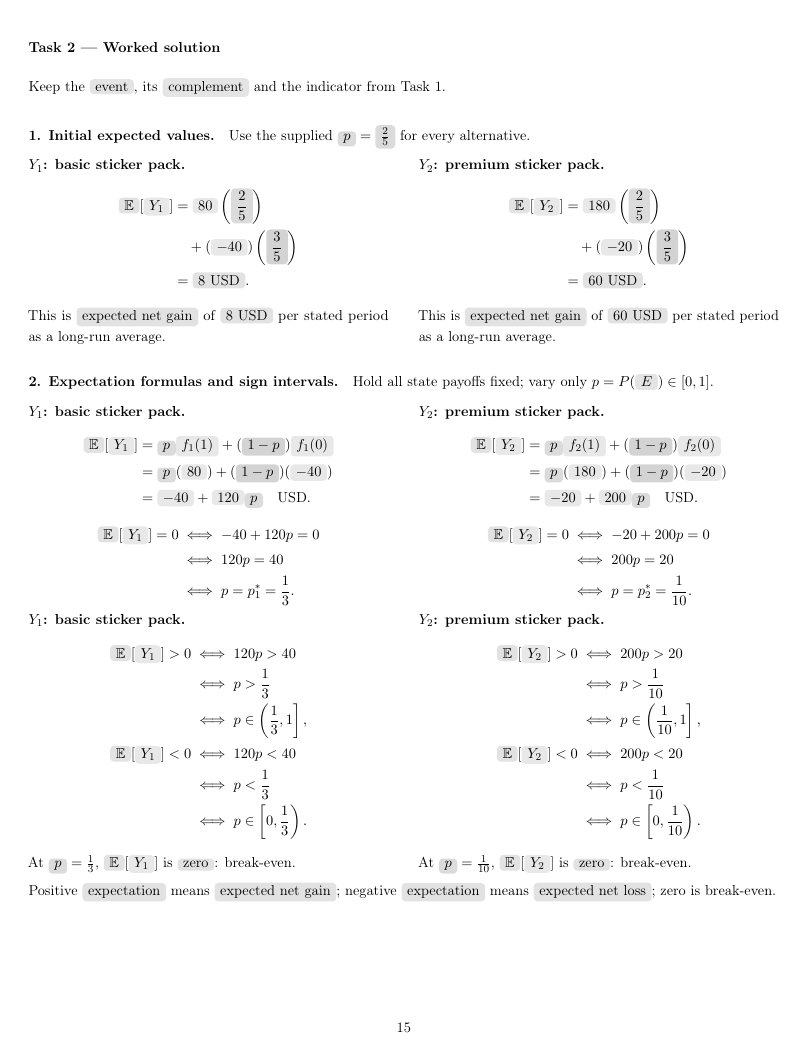 Task 2 — Worked solution
Keep the event, its complement and the indicator from Task 1.
1. Initial expected values. Use the supplied p = 2/5 for every alternative.
Y₁: basic sticker pack.
𝔼[Y₁] = 80 (2/5)
+ (−40) (3/5)
= 8 USD.
This is expected net gain of 8 USD per stated period
as a long-run average.
Y₂: premium sticker pack.
𝔼[Y₂] = 180 (2/5)
+ (−20) (3/5)
= 60 USD.
This is expected net gain of 60 USD per stated period
as a long-run average.
2. Expectation formulas and sign intervals. Hold all state payoffs fixed; vary only p = P(E) ∈ [0, 1].
Y₁: basic sticker pack.
𝔼[Y₁] = p f₁(1) + (1 − p) f₁(0)
= p(80) + (1 − p)(−40)
= −40 + 120 p USD.
𝔼[Y₁] = 0 ⟺ −40 + 120p = 0
⟺ 120p = 40
⟺ p = p₁* = 1/3.
Y₂: premium sticker pack.
𝔼[Y₂] = p f₂(1) + (1 − p) f₂(0)
= p(180) + (1 − p)(−20)
= −20 + 200 p USD.
𝔼[Y₂] = 0 ⟺ −20 + 200p = 0
⟺ 200p = 20
⟺ p = p₂* = 1/10.
Y₁: basic sticker pack.
𝔼[Y₁] > 0 ⟺ 120p > 40
⟺ p > 1/3
⟺ p ∈ (1/3, 1],
𝔼[Y₁] < 0 ⟺ 120p < 40
⟺ p < 1/3
⟺ p ∈ [0, 1/3).
At p = 1/3, 𝔼[Y₁] is zero: break-even.
Y₂: premium sticker pack.
𝔼[Y₂] > 0 ⟺ 200p > 20
⟺ p > 1/10
⟺ p ∈ (1/10, 1],
𝔼[Y₂] < 0 ⟺ 200p < 20
⟺ p < 1/10
⟺ p ∈ [0, 1/10).
At p = 1/10, 𝔼[Y₂] is zero: break-even.
Positive expectation means expected net gain; negative expectation means expected net loss; zero is break-even.
15